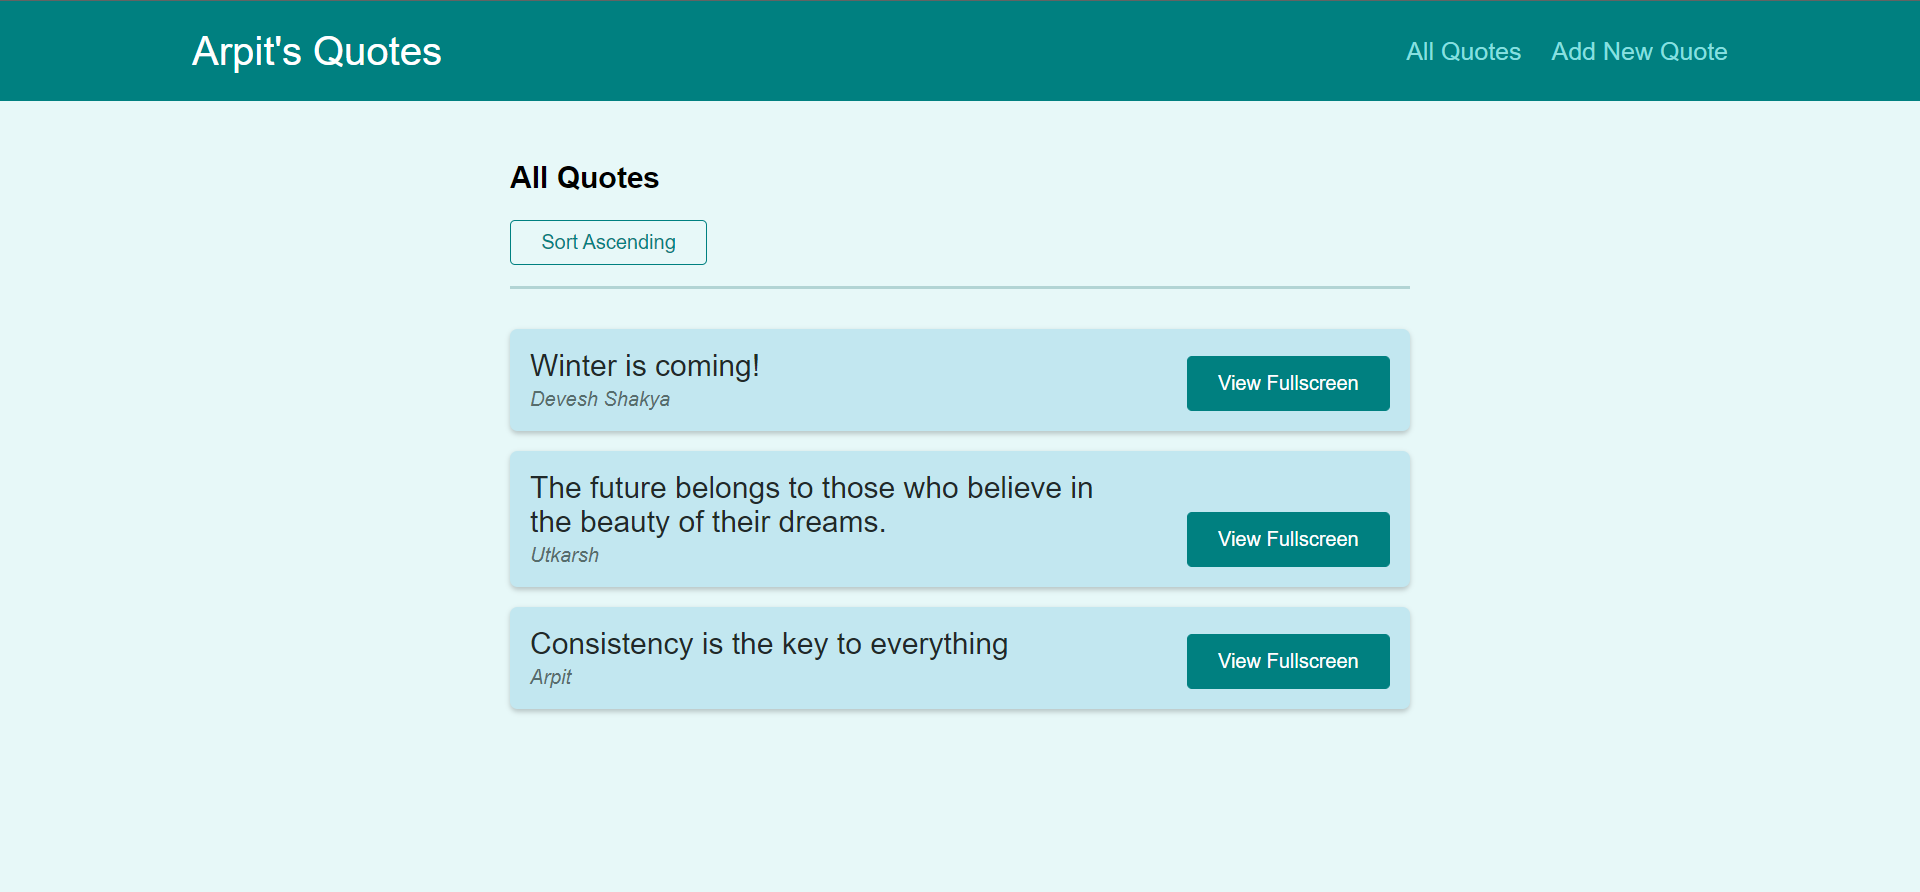 Arpit's Quotes
All Quotes
Add New Quote
All Quotes
Sort Ascending
Winter is coming!
Devesh Shakya
View Fullscreen
The future belongs to those who believe in
the beauty of their dreams.
Utkarsh
View Fullscreen
Consistency is the key to everything
Arpit
View Fullscreen